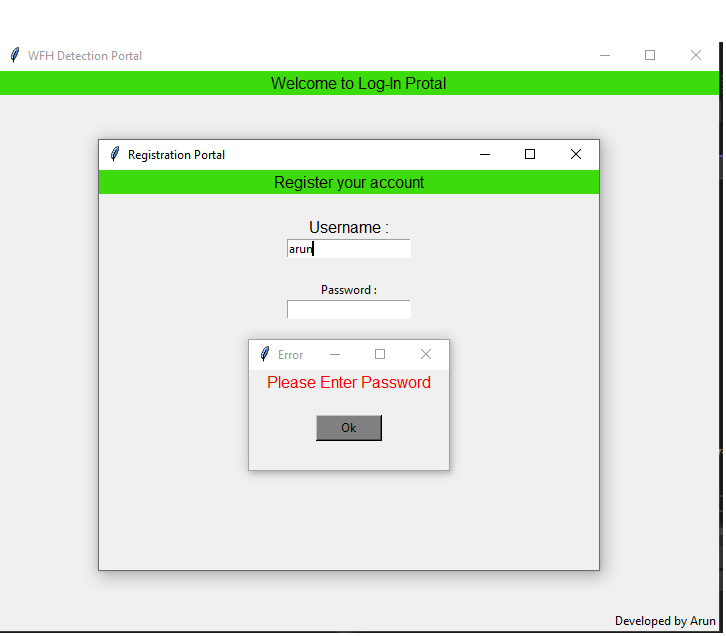 WFH Detection Portal
Welcome to Log-In Protal
Registration Portal
Register your account
Username :
arun
Password :
Error
Please Enter Password
Ok
Developed by Arun